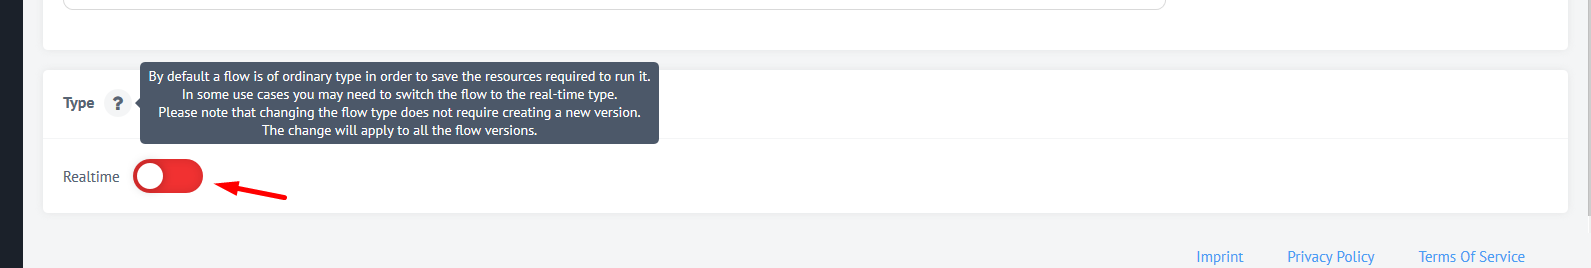 By default a flow is of ordinary type in order to save the resources required to run it.
In some use cases you may need to switch the flow to the real-time type.
Please note that changing the flow type does not require creating a new version.
The change will apply to all the flow versions.
Type ?
Realtime
Imprint Privacy Policy Terms Of Service